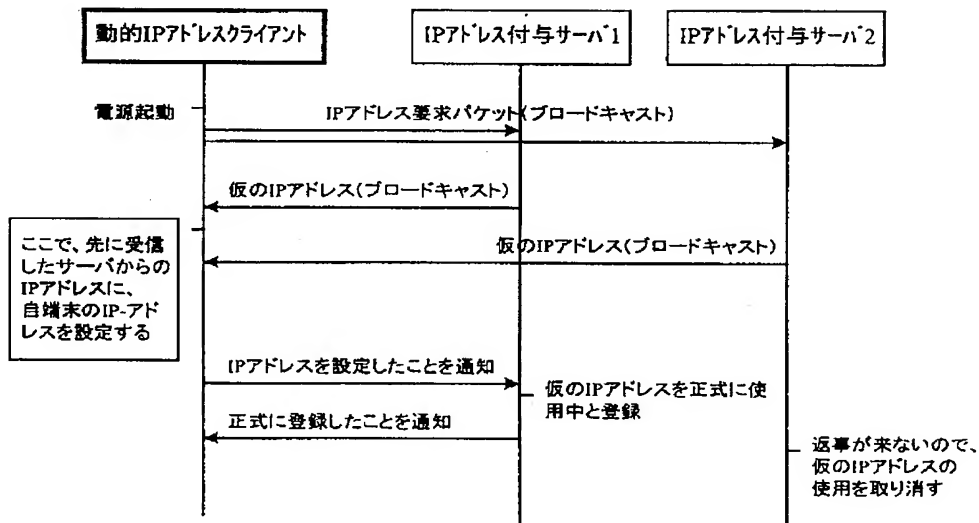 動的IPアドレスクライアント
IPアドレス付与サーバ1
IPアドレス付与サーバ2
電源起動
IPアドレス要求パケット(ブロードキャスト)
仮のIPアドレス(ブロードキャスト)
ここで、先に受信
したサーバからの
IPアドレスに、
自端末のIP-アド
レスを設定する
仮のIPアドレス(ブロードキャスト)
IPアドレスを設定したことを通知
仮のIPアドレスを正式に使
用中と登録
正式に登録したことを通知
返事が来ないので、
仮のIPアドレスの
使用を取り消す